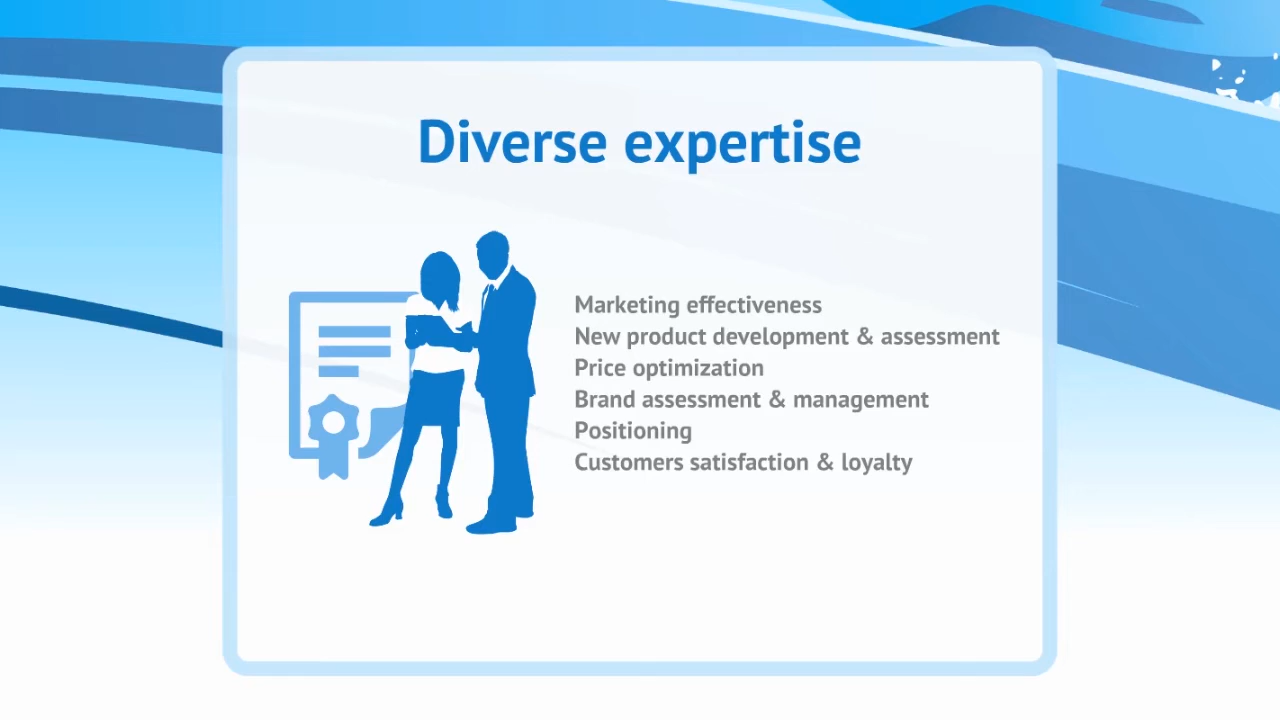 Diverse expertise
Marketing effectiveness
New product development & assessment
Price optimization
Brand assessment & management
Positioning
Customers satisfaction & loyalty